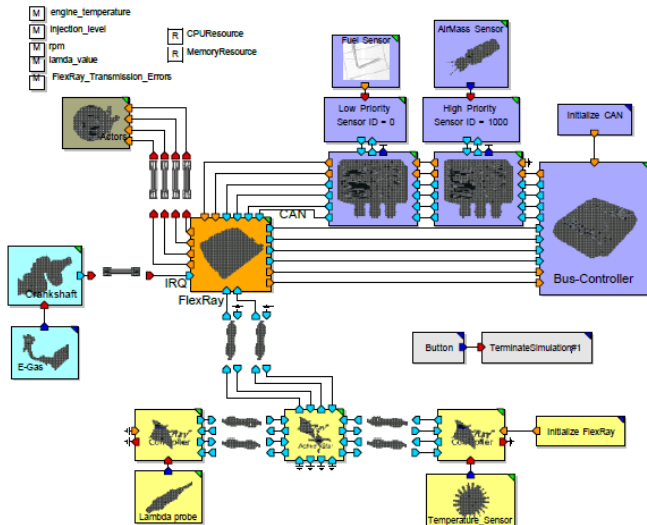 M engine_temperature
M Injection_level
M rpm
M lamda_value
M FlexRay_Transmission_Errors
R CPUResource
R MemoryResource
Fuel Sensor
AirMass Sensor
Low Priority
Sensor ID = 0
High Priority
Sensor ID = 1000
Initialize CAN
Actors
CAN
Bus-Controller
Crankshaft
IRQ
FlexRay
E-Gas
Button
TerminateSimulation#1
Controller
Controller
Initialize FlexRay
Lambda probe
Temperature_Sensor